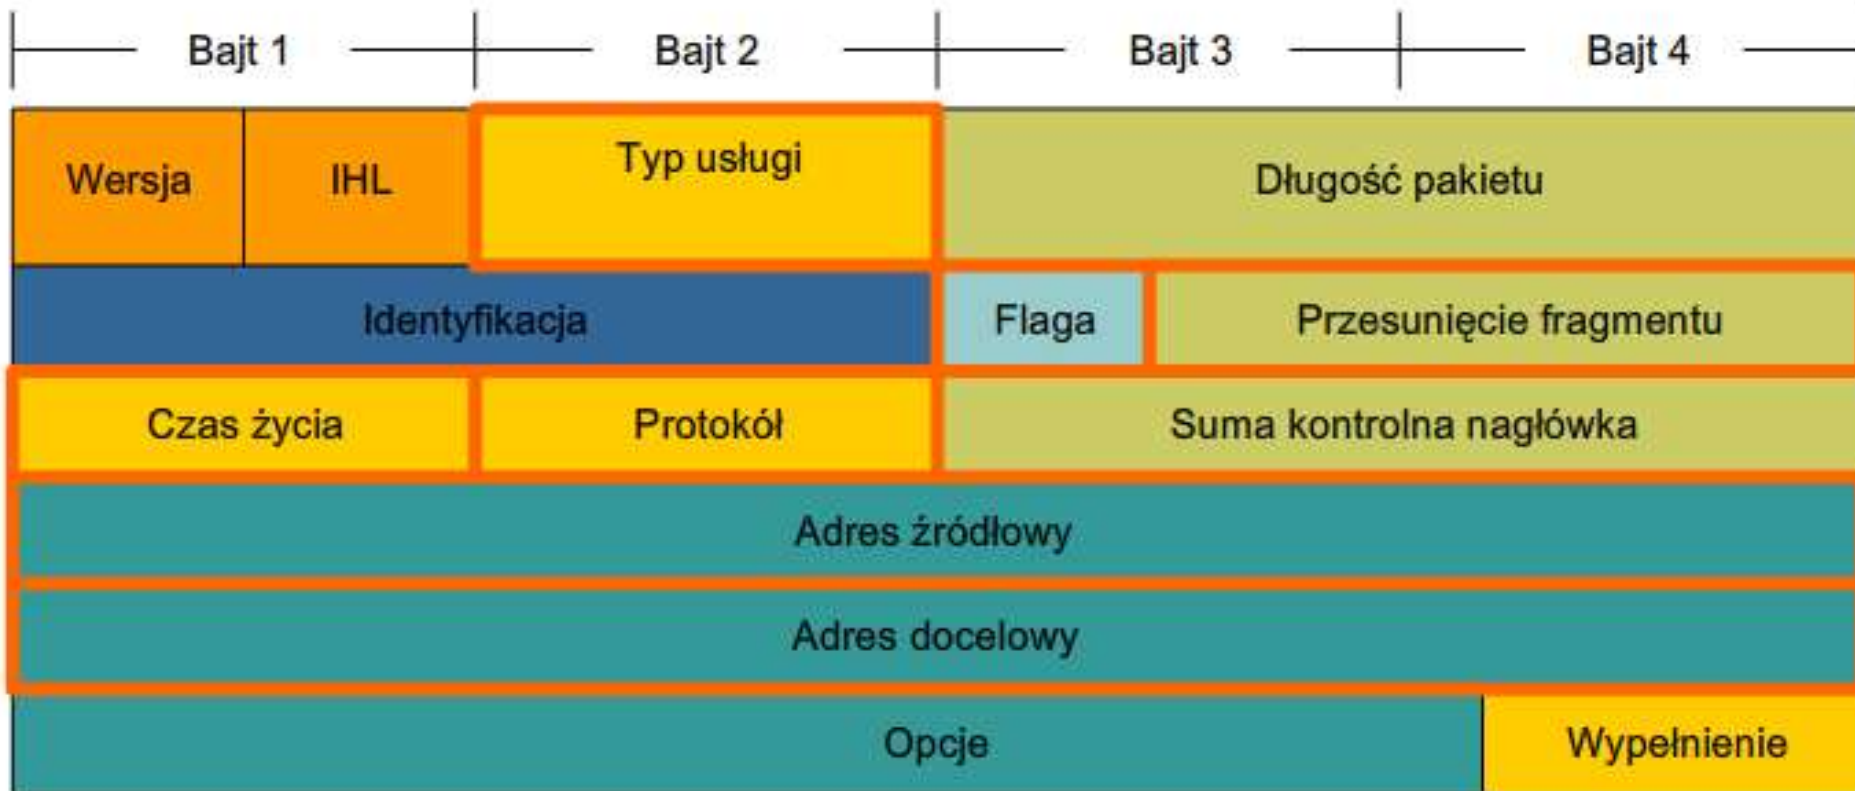 Bajt 1 Bajt 2 Bajt 3 Bajt 4
Wersja IHL Typ usługi Długość pakietu
Identyfikacja Flaga Przesunięcie fragmentu
Czas życia Protokół Suma kontrolna nagłówka
Adres źródłowy
Adres docelowy
Opcje Wypełnienie